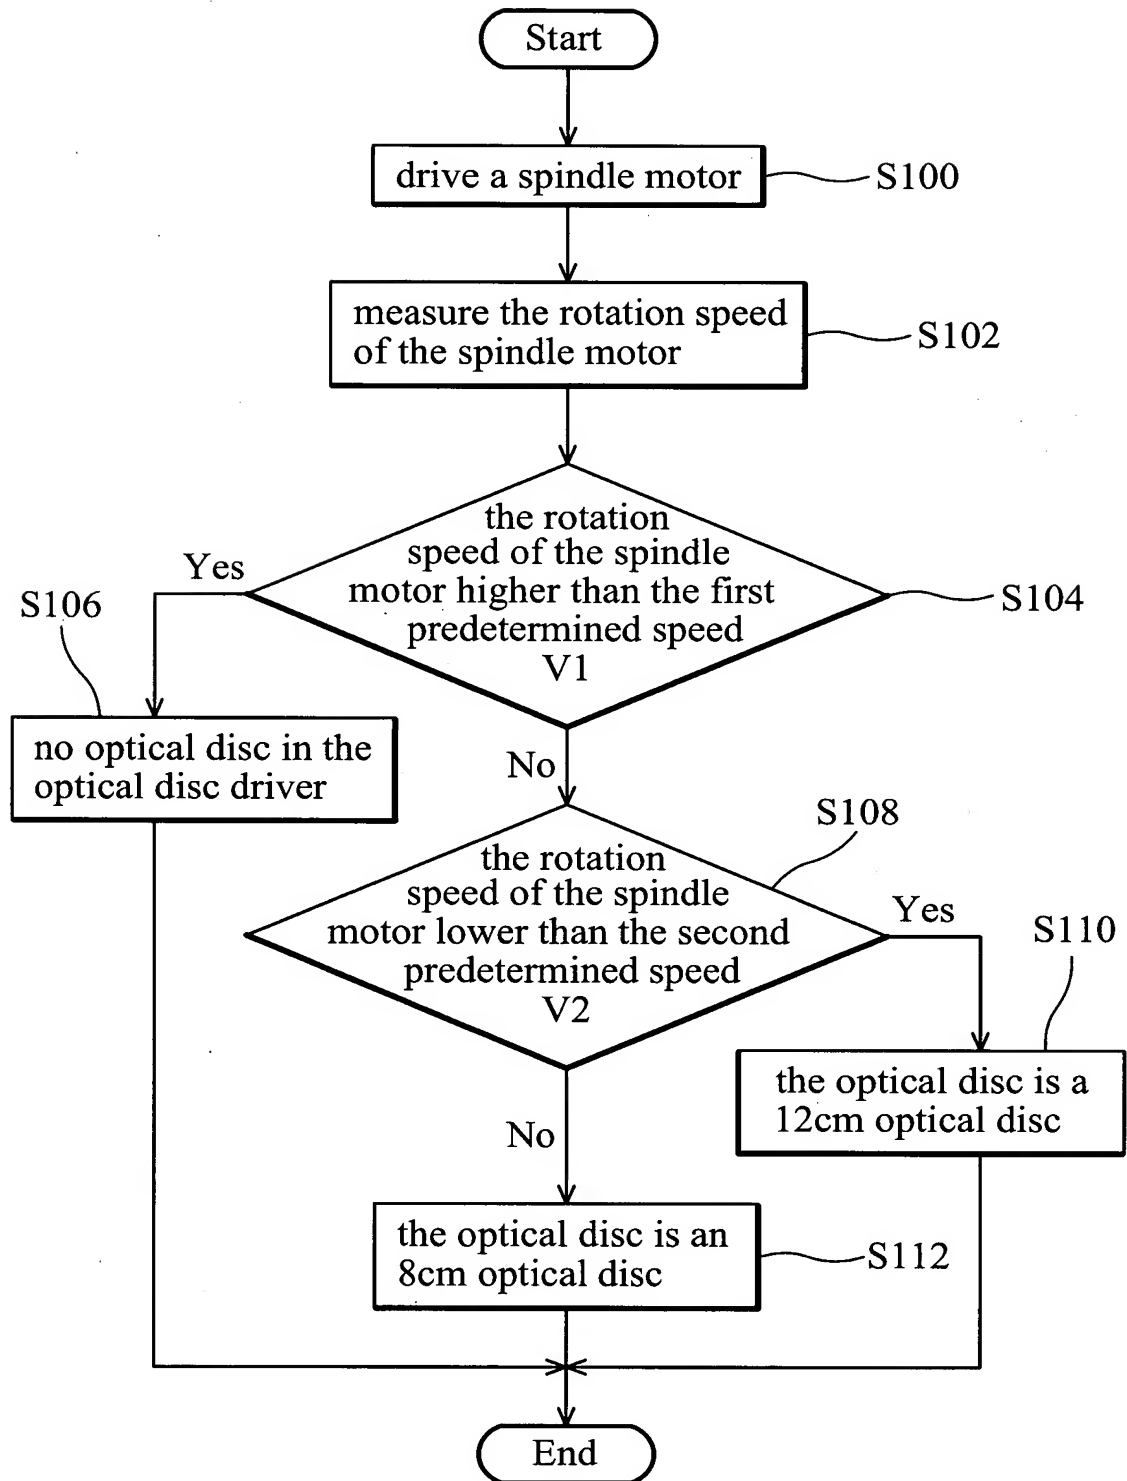 Start
drive a spindle motor
S100
measure the rotation speed
of the spindle motor
S102
the rotation
speed of the spindle
motor higher than the first
predetermined speed
V1
S104
Yes
S106
no optical disc in the
optical disc driver
No
S108
the rotation
speed of the spindle
motor lower than the second
predetermined speed
V2
Yes
S110
the optical disc is a
12cm optical disc
No
the optical disc is an
8cm optical disc
S112
End